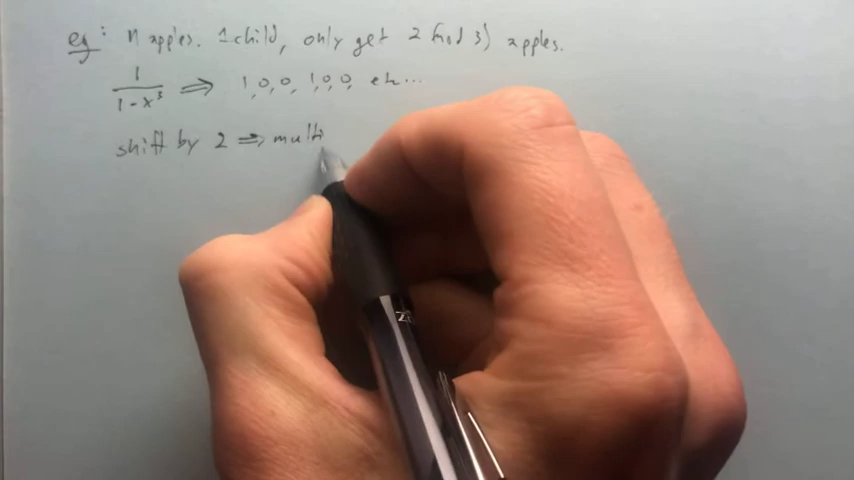 eg: n apples. 1 child, only get 2 (mod 3) apples.
1/(1-x³) ⇒ 1,0,0,1,0,0, etc...
shift by 2 ⇒ multi